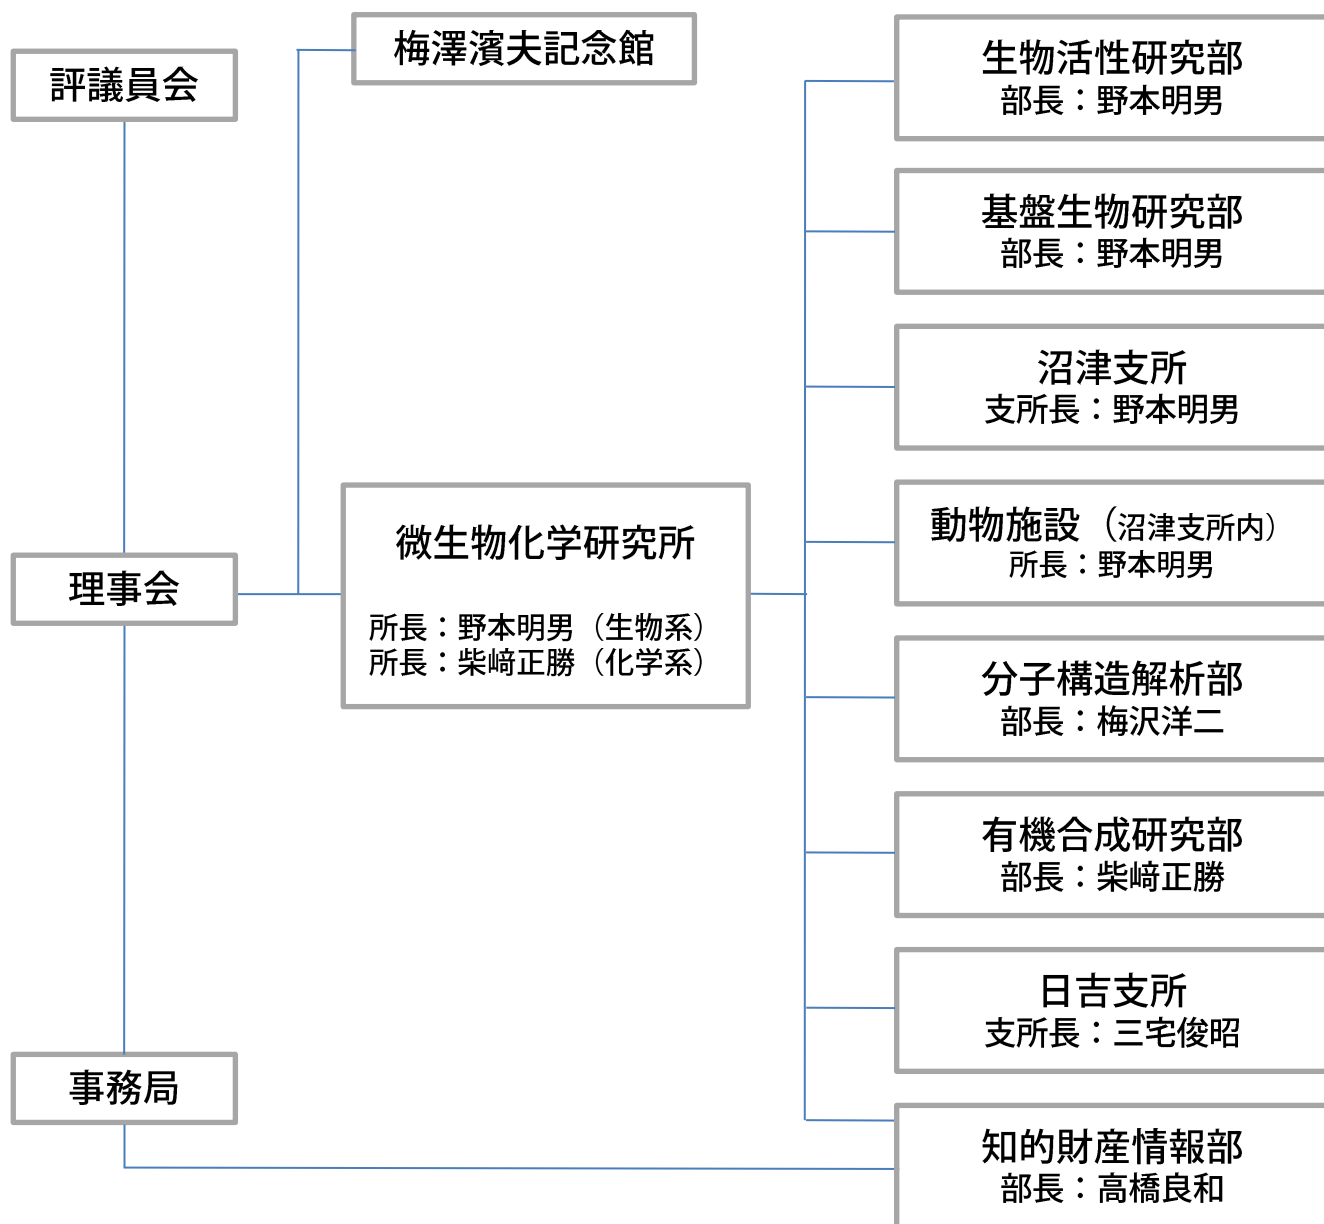 評議員会
梅澤濱夫記念館
理事会
微生物化学研究所
所長：野本明男（生物系）
所長：柴﨑正勝（化学系）
事務局
生物活性研究部
部長：野本明男
基盤生物研究部
部長：野本明男
沼津支所
支所長：野本明男
動物施設（沼津支所内）
所長：野本明男
分子構造解析部
部長：梅沢洋二
有機合成研究部
部長：柴﨑正勝
日吉支所
支所長：三宅俊昭
知的財産情報部
部長：高橋良和